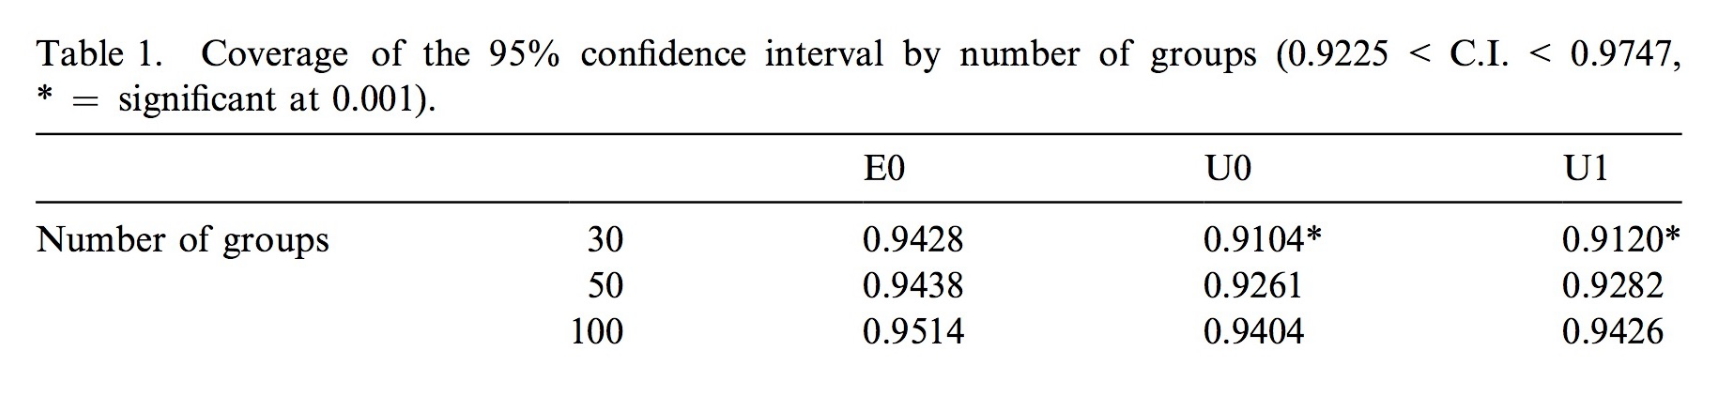 Table 1. Coverage of the 95% confidence interval by number of groups (0.9225 < C.I. < 0.9747,
* = significant at 0.001).
E0 U0 U1
Number of groups 30 0.9428 0.9104* 0.9120*
50 0.9438 0.9261 0.9282
100 0.9514 0.9404 0.9426